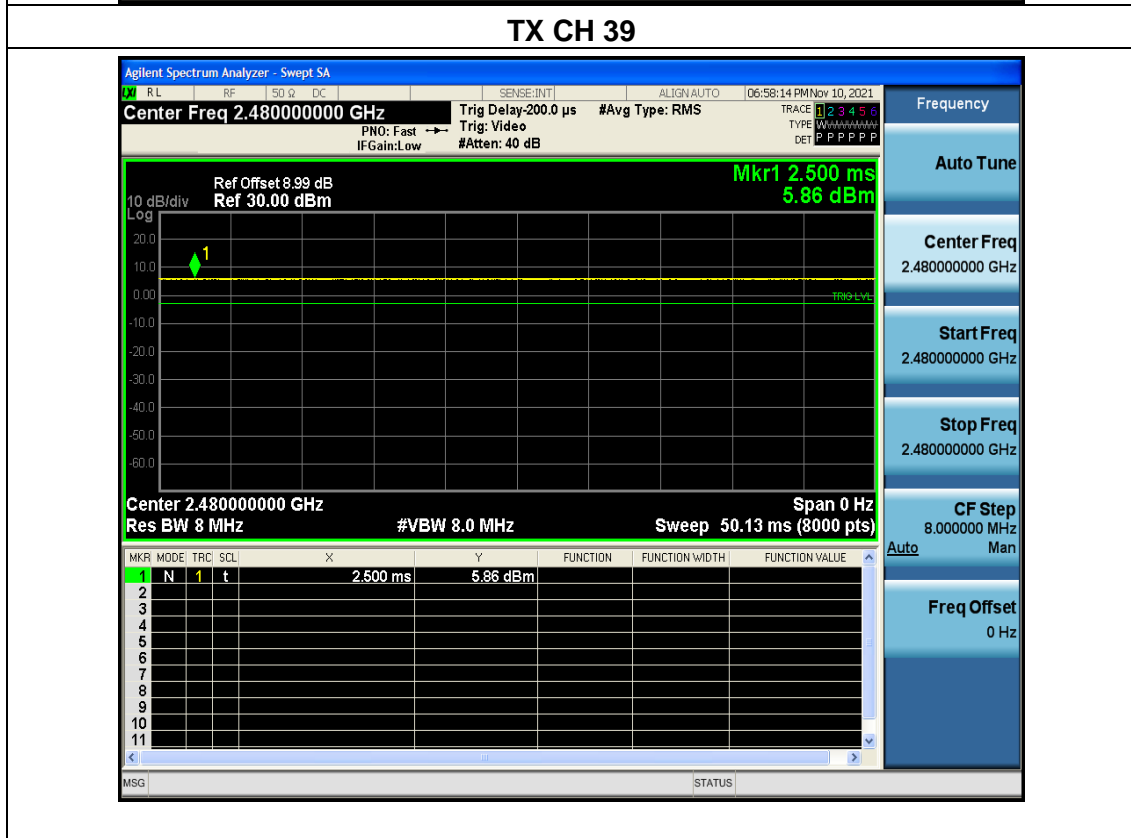 TX CH 39
Agilent Spectrum Analyzer - Swept SA
LXI RL RF 50 Ω DC SENSE:INT ALIGN AUTO 06:58:14 PM Nov 10, 2021
Center Freq 2.480000000 GHz
PNO: Fast
IFGain:Low
Trig Delay-200.0 µs
Trig: Video
#Atten: 40 dB
#Avg Type: RMS
TRACE 1 2 3 4 5 6
TYPE WWWWWW
DET P P P P P P
Mkr1 2.500 ms
5.86 dBm
Ref Offset 8.99 dB
10 dB/div Ref 30.00 dBm
Log
20.0
1
10.0
0.00
TRIG LVL
-10.0
-20.0
-30.0
-40.0
-50.0
-60.0
Center 2.480000000 GHz Span 0 Hz
Res BW 8 MHz #VBW 8.0 MHz Sweep 50.13 ms (8000 pts)
MKR MODE TRC SCL X Y FUNCTION FUNCTION WIDTH FUNCTION VALUE
1 N 1 t 2.500 ms 5.86 dBm
2
3
4
5
6
7
8
9
10
11
MSG STATUS
Frequency
Auto Tune
Center Freq
2.480000000 GHz
Start Freq
2.480000000 GHz
Stop Freq
2.480000000 GHz
CF Step
8.000000 MHz
Auto Man
Freq Offset
0 Hz